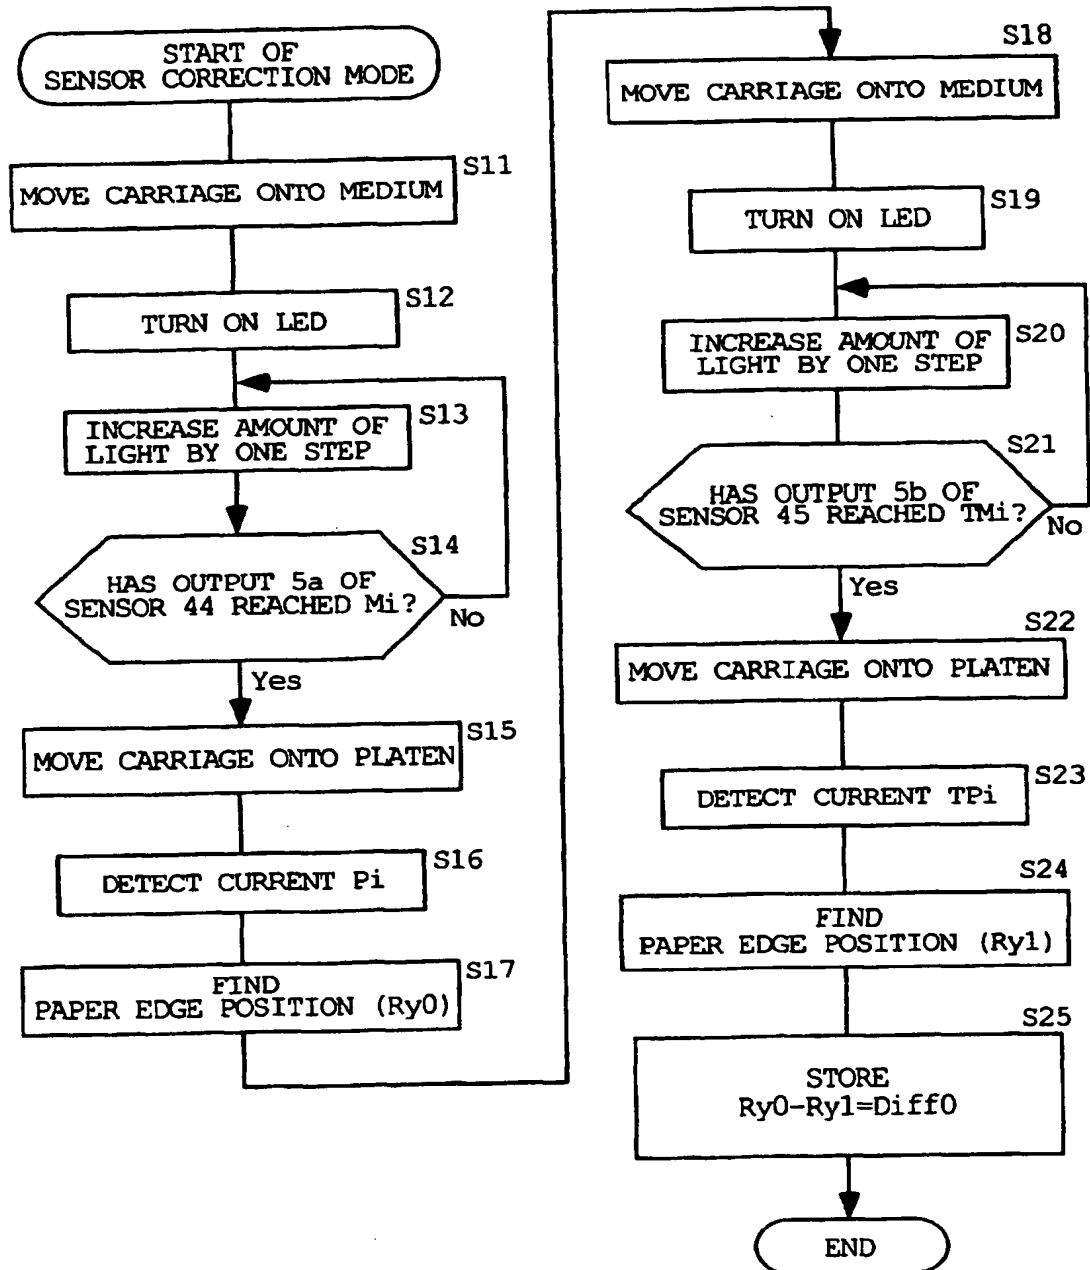 START OF
SENSOR CORRECTION MODE
S11
MOVE CARRIAGE ONTO MEDIUM
S12
TURN ON LED
S13
INCREASE AMOUNT OF
LIGHT BY ONE STEP
S14
HAS OUTPUT 5a OF
SENSOR 44 REACHED Mi?
No
Yes
S15
MOVE CARRIAGE ONTO PLATEN
S16
DETECT CURRENT Pi
S17
FIND
PAPER EDGE POSITION (Ry0)
S18
MOVE CARRIAGE ONTO MEDIUM
S19
TURN ON LED
S20
INCREASE AMOUNT OF
LIGHT BY ONE STEP
S21
HAS OUTPUT 5b OF
SENSOR 45 REACHED TMi?
No
Yes
S22
MOVE CARRIAGE ONTO PLATEN
S23
DETECT CURRENT TPi
S24
FIND
PAPER EDGE POSITION (Ry1)
S25
STORE
Ry0-Ry1=Diff0
END